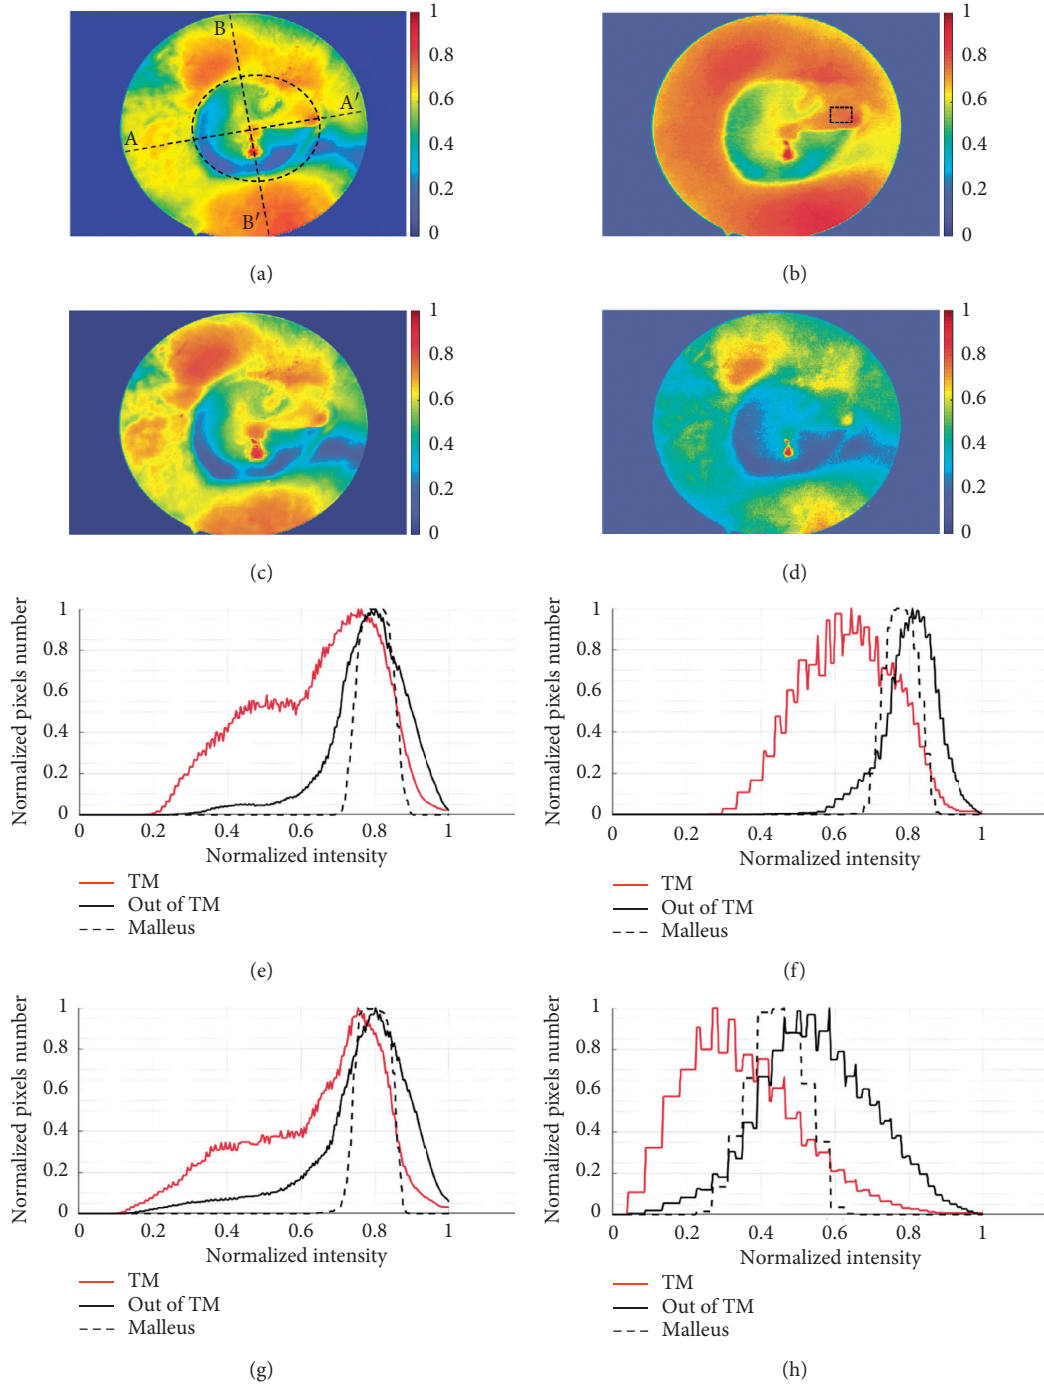 B
A′
A
B′
1
0.8
0.6
0.4
0.2
0
(a)
1
0.8
0.6
0.4
0.2
0
(b)
1
0.8
0.6
0.4
0.2
0
(c)
1
0.8
0.6
0.4
0.2
0
(d)
Normalized pixels number
1
0.8
0.6
0.4
0.2
0
0 0.2 0.4 0.6 0.8 1
Normalized intensity
TM
Out of TM
Malleus
(e)
Normalized pixels number
1
0.8
0.6
0.4
0.2
0
0 0.2 0.4 0.6 0.8 1
Normalized intensity
TM
Out of TM
Malleus
(f)
Normalized pixels number
1
0.8
0.6
0.4
0.2
0
0 0.2 0.4 0.6 0.8 1
Normalized intensity
TM
Out of TM
Malleus
(g)
Normalized pixels number
1
0.8
0.6
0.4
0.2
0
0 0.2 0.4 0.6 0.8 1
Normalized intensity
TM
Out of TM
Malleus
(h)